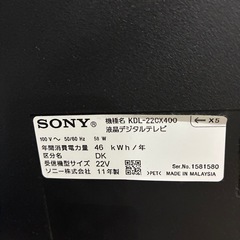 SONY 機種名 KDL-22CX400
液晶デジタルテレビ
← X5
100 V~ 50/60 Hz 58 W
年間消費電力量 46 kWh/年
区分名 DK
受信機型サイズ 22V
ソニー株式会社 11年製
Ser.No.1581580
>PET< MADE IN MALAYSIA